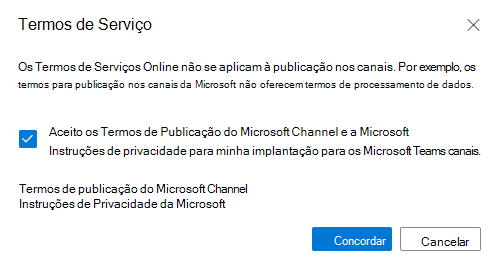 Termos de Serviço
Os Termos de Serviços Online não se aplicam à publicação nos canais. Por exemplo, os
termos para publicação nos canais da Microsoft não oferecem termos de processamento de dados.
Aceito os Termos de Publicação do Microsoft Channel e a Microsoft
Instruções de privacidade para minha implantação para os Microsoft Teams canais.
Termos de publicação do Microsoft Channel
Instruções de Privacidade da Microsoft
Concordar
Cancelar